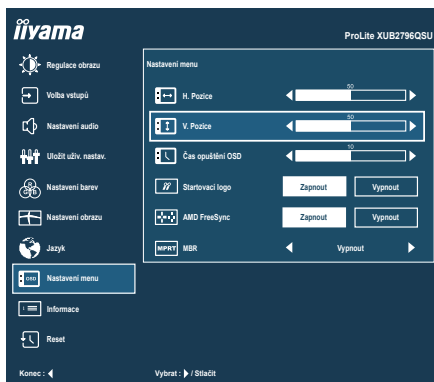 iiyama
ProLite XUB2796QSU
Regulace obrazu
Volba vstupů
Nastavení audio
Uložit uživ. nastav.
Nastavení barev
R
G B
Nastavení obrazu
Jazyk
OSD Nastavení menu
i Informace
Reset
Nastavení menu
H. Pozice 50
V. Pozice 50
Čas opuštění OSD 10
Startovací logo Zapnout Vypnout
AMD FreeSync Zapnout Vypnout
MPRT MBR Vypnout
Konec : Vybrat : / Stlačit